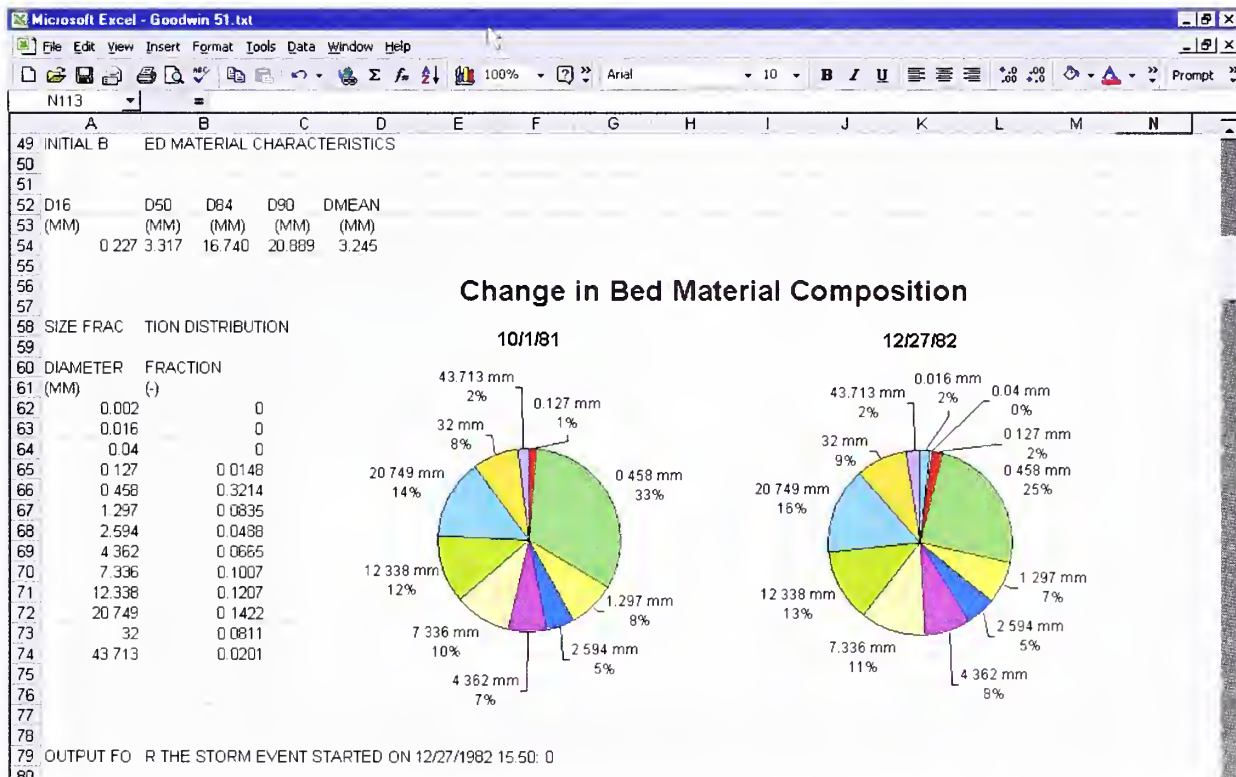 Microsoft Excel - Goodwin 51.txt
File Edit View Insert Format Tools Data Window Help
100% Arial 10 B I U Prompt
N113 =
A B C D E F G H I J K L M N
49 INITIAL B ED MATERIAL CHARACTERISTICS
50
51
52 D16 D50 D84 D90 DMEAN
53 (MM) (MM) (MM) (MM) (MM)
54 0.227 3.317 16.740 20.889 3.245
55
56
57
Change in Bed Material Composition
58 SIZE FRAC TION DISTRIBUTION
59
60 DIAMETER FRACTION
61 (MM) (-)
62 0.002 0
63 0.016 0
64 0.04 0
65 0 127 0.0148
66 0 458 0.3214
67 1.297 0 0835
68 2.594 0.0488
69 4 362 0.0665
70 7.336 0.1007
71 12.338 0.1207
72 20 749 0 1422
73 32 0.0811
74 43 713 0.0201
75
76
77
78
10/1/81
43.713 mm
2%
0.127 mm
1%
32 mm
8%
20 749 mm
14%
0 458 mm
33%
12 338 mm
12%
1.297 mm
8%
7 336 mm
10%
2 594 mm
5%
4 362 mm
7%
12/27/82
0.016 mm
2%
43.713 mm
2%
0.04 mm
0%
0 127 mm
2%
32 mm
9%
0 458 mm
25%
20 749 mm
16%
1 297 mm
7%
12 338 mm
13%
2 594 mm
5%
7.336 mm
11%
4 362 mm
8%
79 OUTPUT FO R THE STORM EVENT STARTED ON 12/27/1982 15:50: 0
80